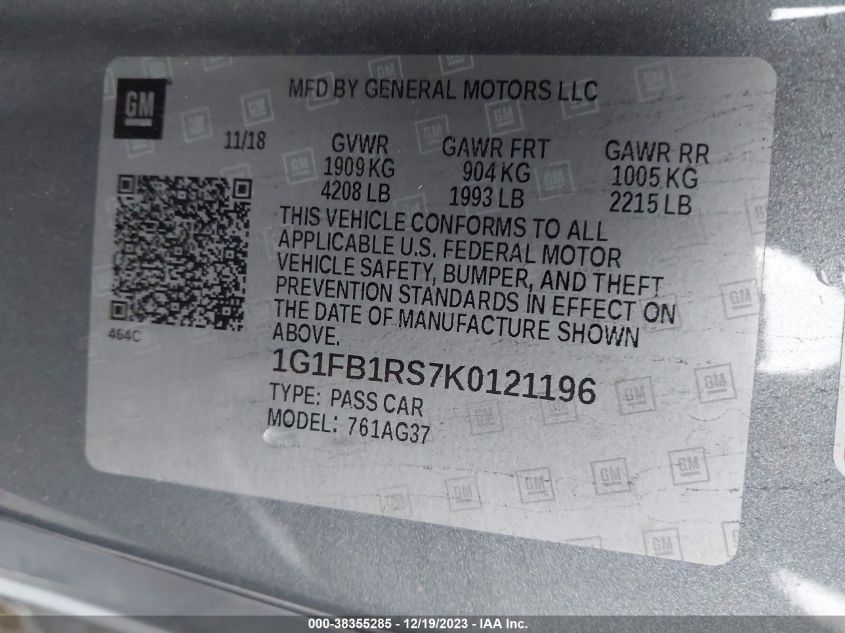 GM
MFD BY GENERAL MOTORS LLC
11/18
GVWR
1909 KG
4208 LB
GAWR FRT
904 KG
1993 LB
GAWR RR
1005 KG
2215 LB
THIS VEHICLE CONFORMS TO ALL
APPLICABLE U.S. FEDERAL MOTOR
VEHICLE SAFETY, BUMPER, AND THEFT
PREVENTION STANDARDS IN EFFECT ON
THE DATE OF MANUFACTURE SHOWN
ABOVE.
464C
1G1FB1RS7K0121196
TYPE: PASS CAR
MODEL: 761AG37
000-38355285 - 12/19/2023 - IAA Inc.